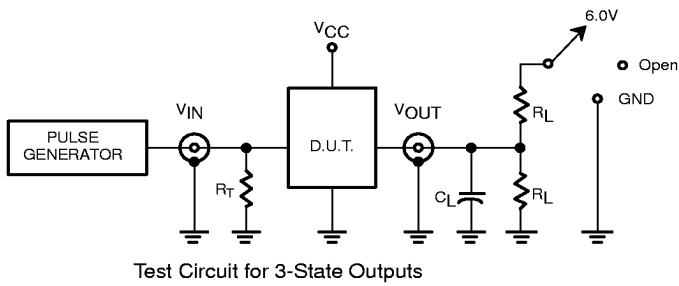 6.0V
VCC
Open
VIN
VOUT
RL
GND
PULSE
GENERATOR
D.U.T.
RT
CL
RL
Test Circuit for 3-State Outputs